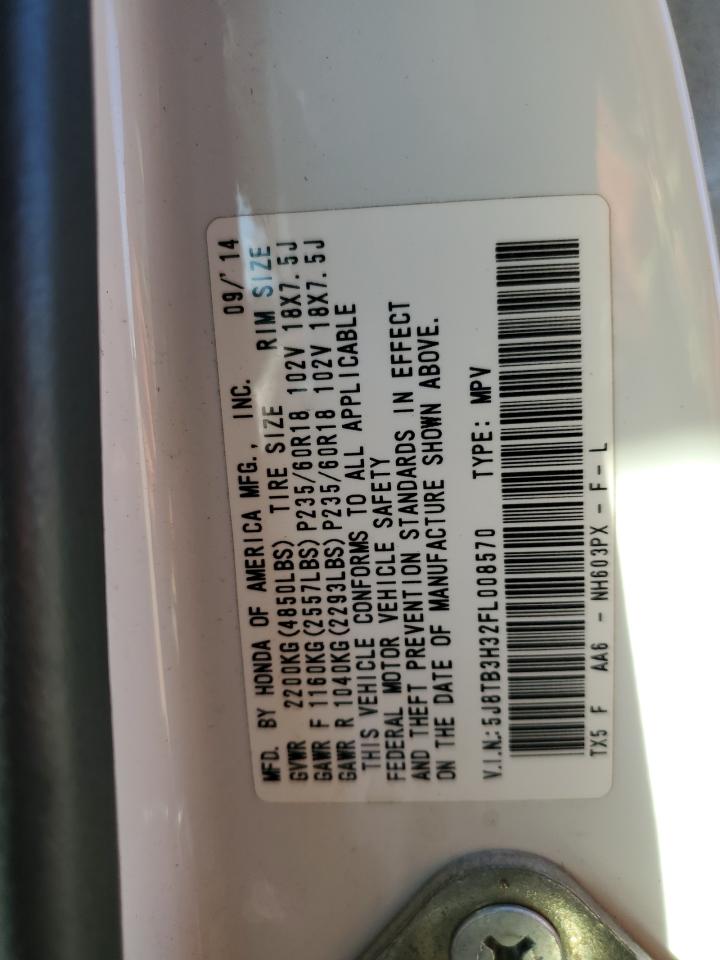 MFD. BY HONDA OF AMERICA MFG., INC. 09/'14
GVWR 2200KG(4850LBS) TIRE SIZE RIM SIZE
GAWR F 1160KG(2557LBS)P235/60R18 102V 18X7.5J
GAWR R 1040KG(2293LBS)P235/60R18 102V 18X7.5J
THIS VEHICLE CONFORMS TO ALL APPLICABLE
FEDERAL MOTOR VEHICLE SAFETY
AND THEFT PREVENTION STANDARDS IN EFFECT
ON THE DATE OF MANUFACTURE SHOWN ABOVE.
V.I.N.:5J8TB3H32FL008570 TYPE: MPV
TX5 F AA6 - NH603PX - F - L